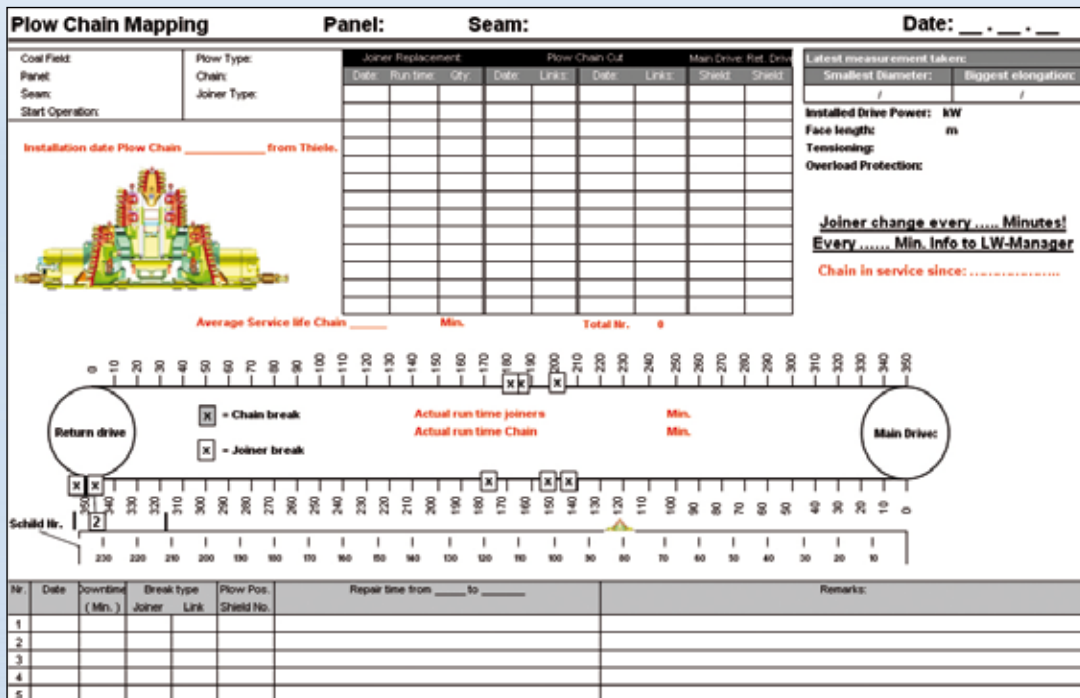 Plow Chain Mapping Panel: Seam: Date: __ . __ . __
Coal Field:
Panel:
Seam:
Start Operation:
Plow Type:
Chain:
Joiner Type:
Joiner Replacement Plow Chain Cut Main Drive: Ret. Drive
Date: Run time: Qty: Date: Links: Date: Links: Shield: Shield:
Latest measurement taken:
Smallest Diameter: Biggest elongation:
/ /
Installed Drive Power: kW
Face length: m
Tensioning:
Overload Protection:
Installation date Plow Chain ____________ from Thiele.
Joiner change every ..... Minutes!
Every ...... Min. Info to LW-Manager
Chain in service since: .....................
Average Service life Chain ______ Min. Total Nr. 0
0 10 20 30 40 50 60 70 80 90 100 110 120 130 140 150 160 170 180 190 200 210 220 230 240 250 260 270 280 290 300 310 320 330 340 350
x x x
Return drive
x = Chain break
x = Joiner break
Actual run time joiners Min.
Actual run time Chain Min.
Main Drive:
x x x x x
350 340 330 320 310 300 290 280 270 260 250 240 230 220 210 200 190 180 170 160 150 140 130 120 110 100 90 80 70 60 50 40 30 20 10 0
Schild Nr. 2
230 220 210 200 190 180 170 160 150 140 130 120 110 100 90 80 70 60 50 40 30 20 10
Nr. Date Downtime Break type Plow Pos. Repair time from _____ to _______ Remarks:
( Min. ) Joiner Link Shield No.
1
2
3
4
5